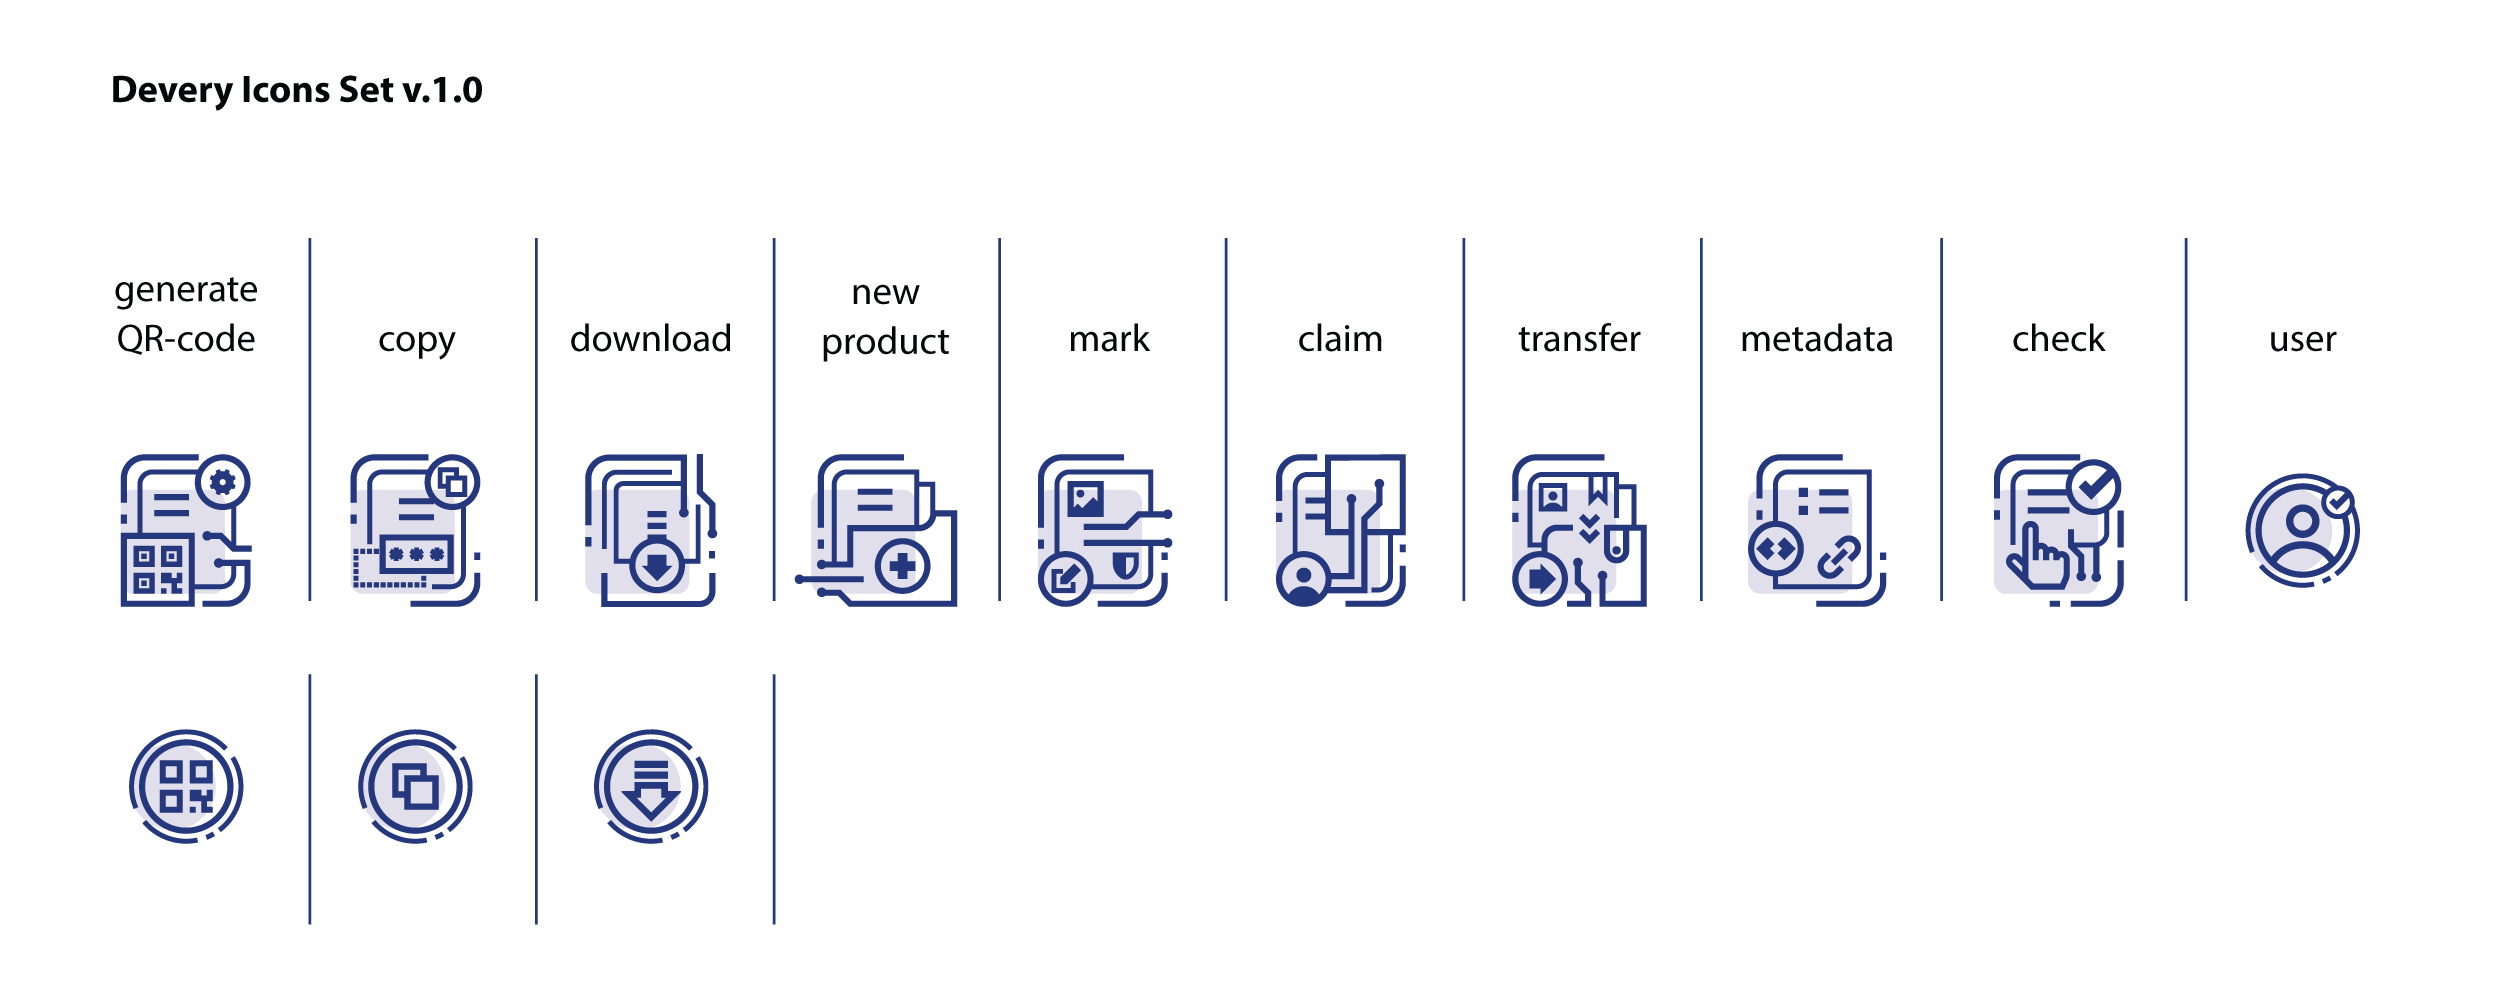 Devery Icons Set v.1.0
generate
QR-code
copy
download
new
product
mark
claim
transfer
metadata
check
user